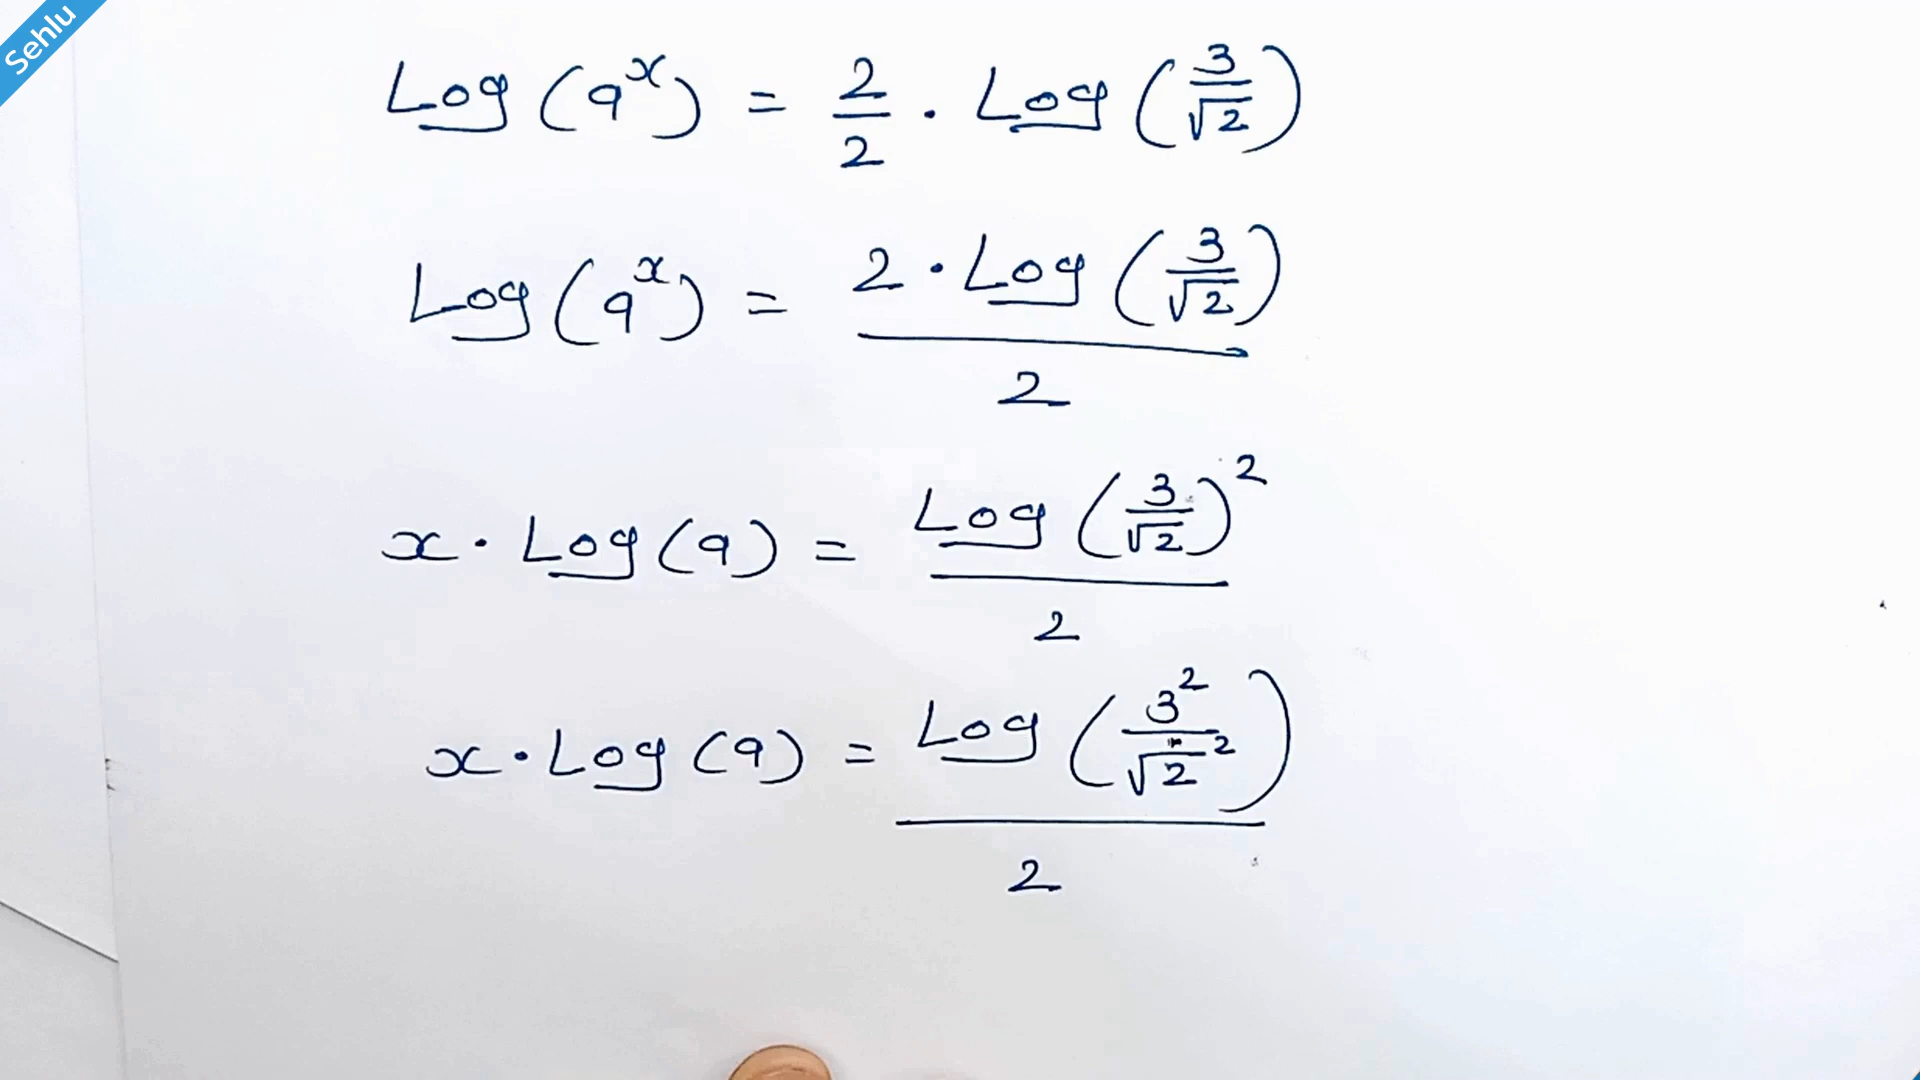 Sehlu
Log (9^x) = 2/2 · Log (3/√2)
Log (9^x) = 2 · Log (3/√2) / 2
x · Log (9) = Log (3/√2)^2 / 2
x · Log (9) = Log (3^2/√2^2) / 2